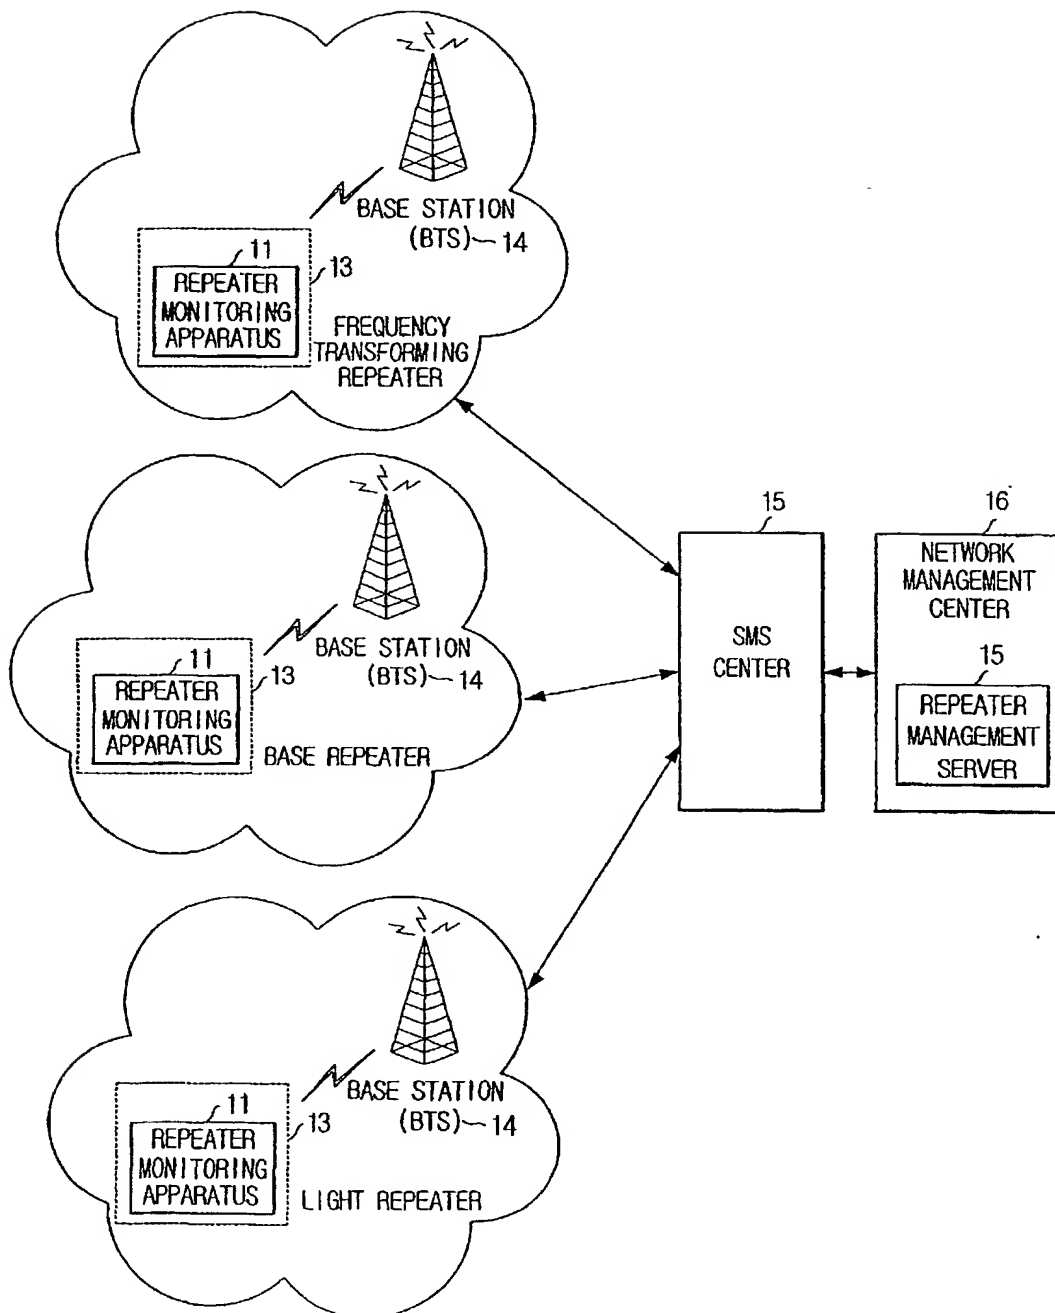 BASE STATION
(BTS) 14
11
13
REPEATER
MONITORING
APPARATUS
FREQUENCY
TRANSFORMING
REPEATER
BASE STATION
(BTS) 14
11
13
REPEATER
MONITORING
APPARATUS
BASE REPEATER
BASE STATION
(BTS) 14
11
13
REPEATER
MONITORING
APPARATUS
LIGHT REPEATER
15
SMS
CENTER
16
NETWORK
MANAGEMENT
CENTER
15
REPEATER
MANAGEMENT
SERVER